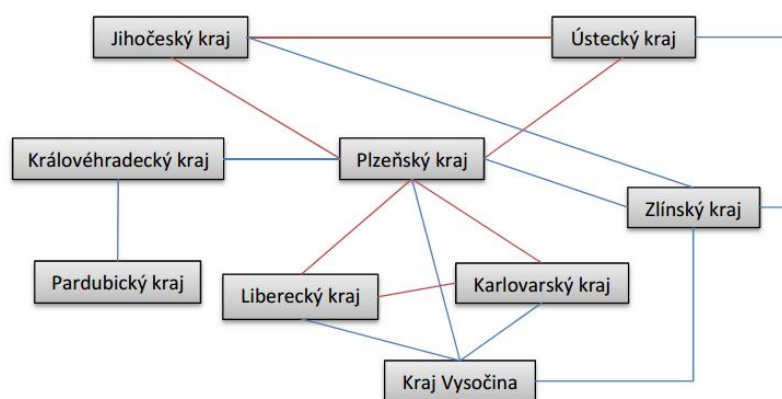 Jihočeský kraj
Ústecký kraj
Královéhradecký kraj
Plzeňský kraj
Zlínský kraj
Pardubický kraj
Liberecký kraj
Karlovarský kraj
Kraj Vysočina